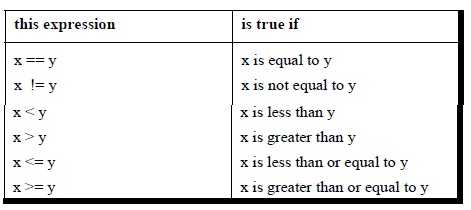 this expression is true if
x == y x is equal to y
x != y x is not equal to y
x < y x is less than y
x > y x is greater than y
x <= y x is less than or equal to y
x >= y x is greater than or equal to y